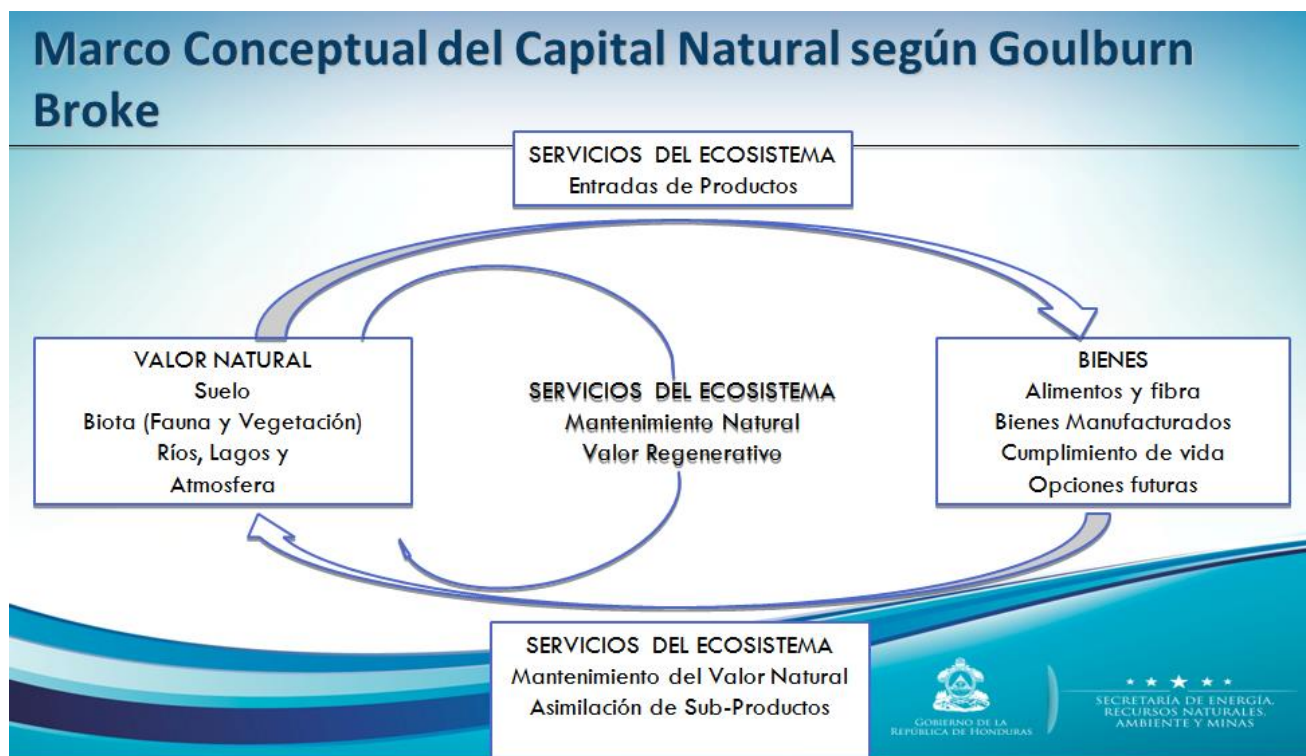 Marco Conceptual del Capital Natural según Goulburn
Broke
SERVICIOS DEL ECOSISTEMA
Entradas de Productos
VALOR NATURAL
Suelo
Biota (Fauna y Vegetación)
Ríos, Lagos y
Atmosfera
SERVICIOS DEL ECOSISTEMA
Mantenimiento Natural
Valor Regenerativo
BIENES
Alimentos y fibra
Bienes Manufacturados
Cumplimiento de vida
Opciones futuras
SERVICIOS DEL ECOSISTEMA
Mantenimiento del Valor Natural
Asimilación de Sub-Productos
GOBIERNO DE LA
REPÚBLICA DE HONDURAS
SECRETARÍA DE ENERGÍA,
RECURSOS NATURALES,
AMBIENTE Y MINAS